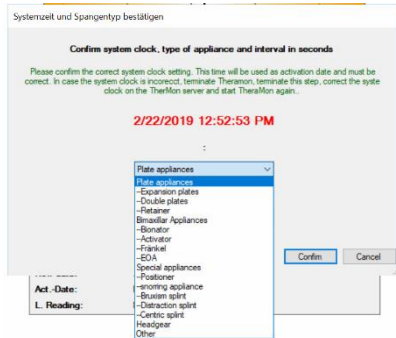 Systemzeit und Spangentyp bestätigen
Confirm system clock, type of appliance and interval in seconds
Please confirm the correct system clock setting. This time will be used as activation date and must be
correct. In case the system clock is incorecct, terminate Theramon, terminate this step, correct the syste
clock on the TherMon server and start TheraMon again..
2/22/2019 12:52:53 PM
:
Plate appliances
Plate appliances
--Expansion plates
--Double plates
--Retainer
Bimaxillar Appliances
--Bionator
--Activator
--Fränkel
--EOA
Special appliances
--Positioner
--snorring appliance
--Bruxism splint
--Distraction splint
--Centric splint
Headgear
Other
Confirm
Cancel
Act.-Date:
L. Reading: